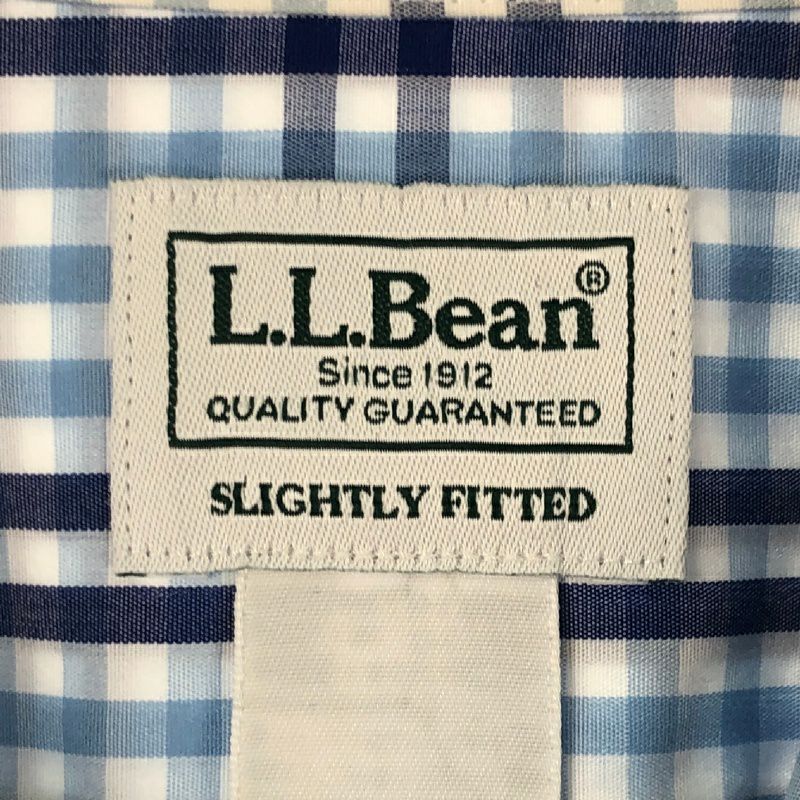 L.L.Bean®
Since 1912
QUALITY GUARANTEED
SLIGHTLY FITTED